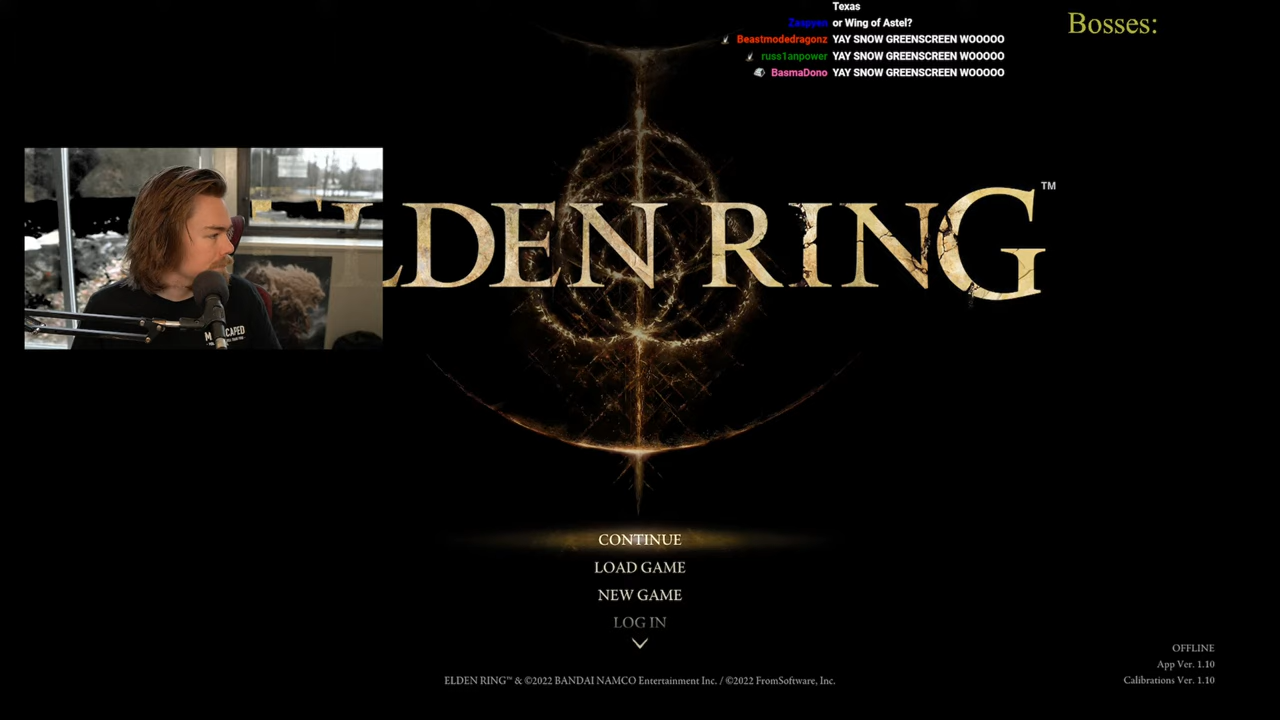 Texas
Bosses:
Zaspoen or Wing of Astel?
Beastmodedragonz YAY SNOW GREENSCREEN WOOOOO
russ1anpower YAY SNOW GREENSCREEN WOOOOO
BasmaDono YAY SNOW GREENSCREEN WOOOOO
ELDEN RING™
CONTINUE
LOAD GAME
NEW GAME
LOG IN
OFFLINE
App Ver. 1.10
Calibrations Ver. 1.10
ELDEN RING™ & ©2022 BANDAI NAMCO Entertainment Inc. / ©2022 FromSoftware, Inc.